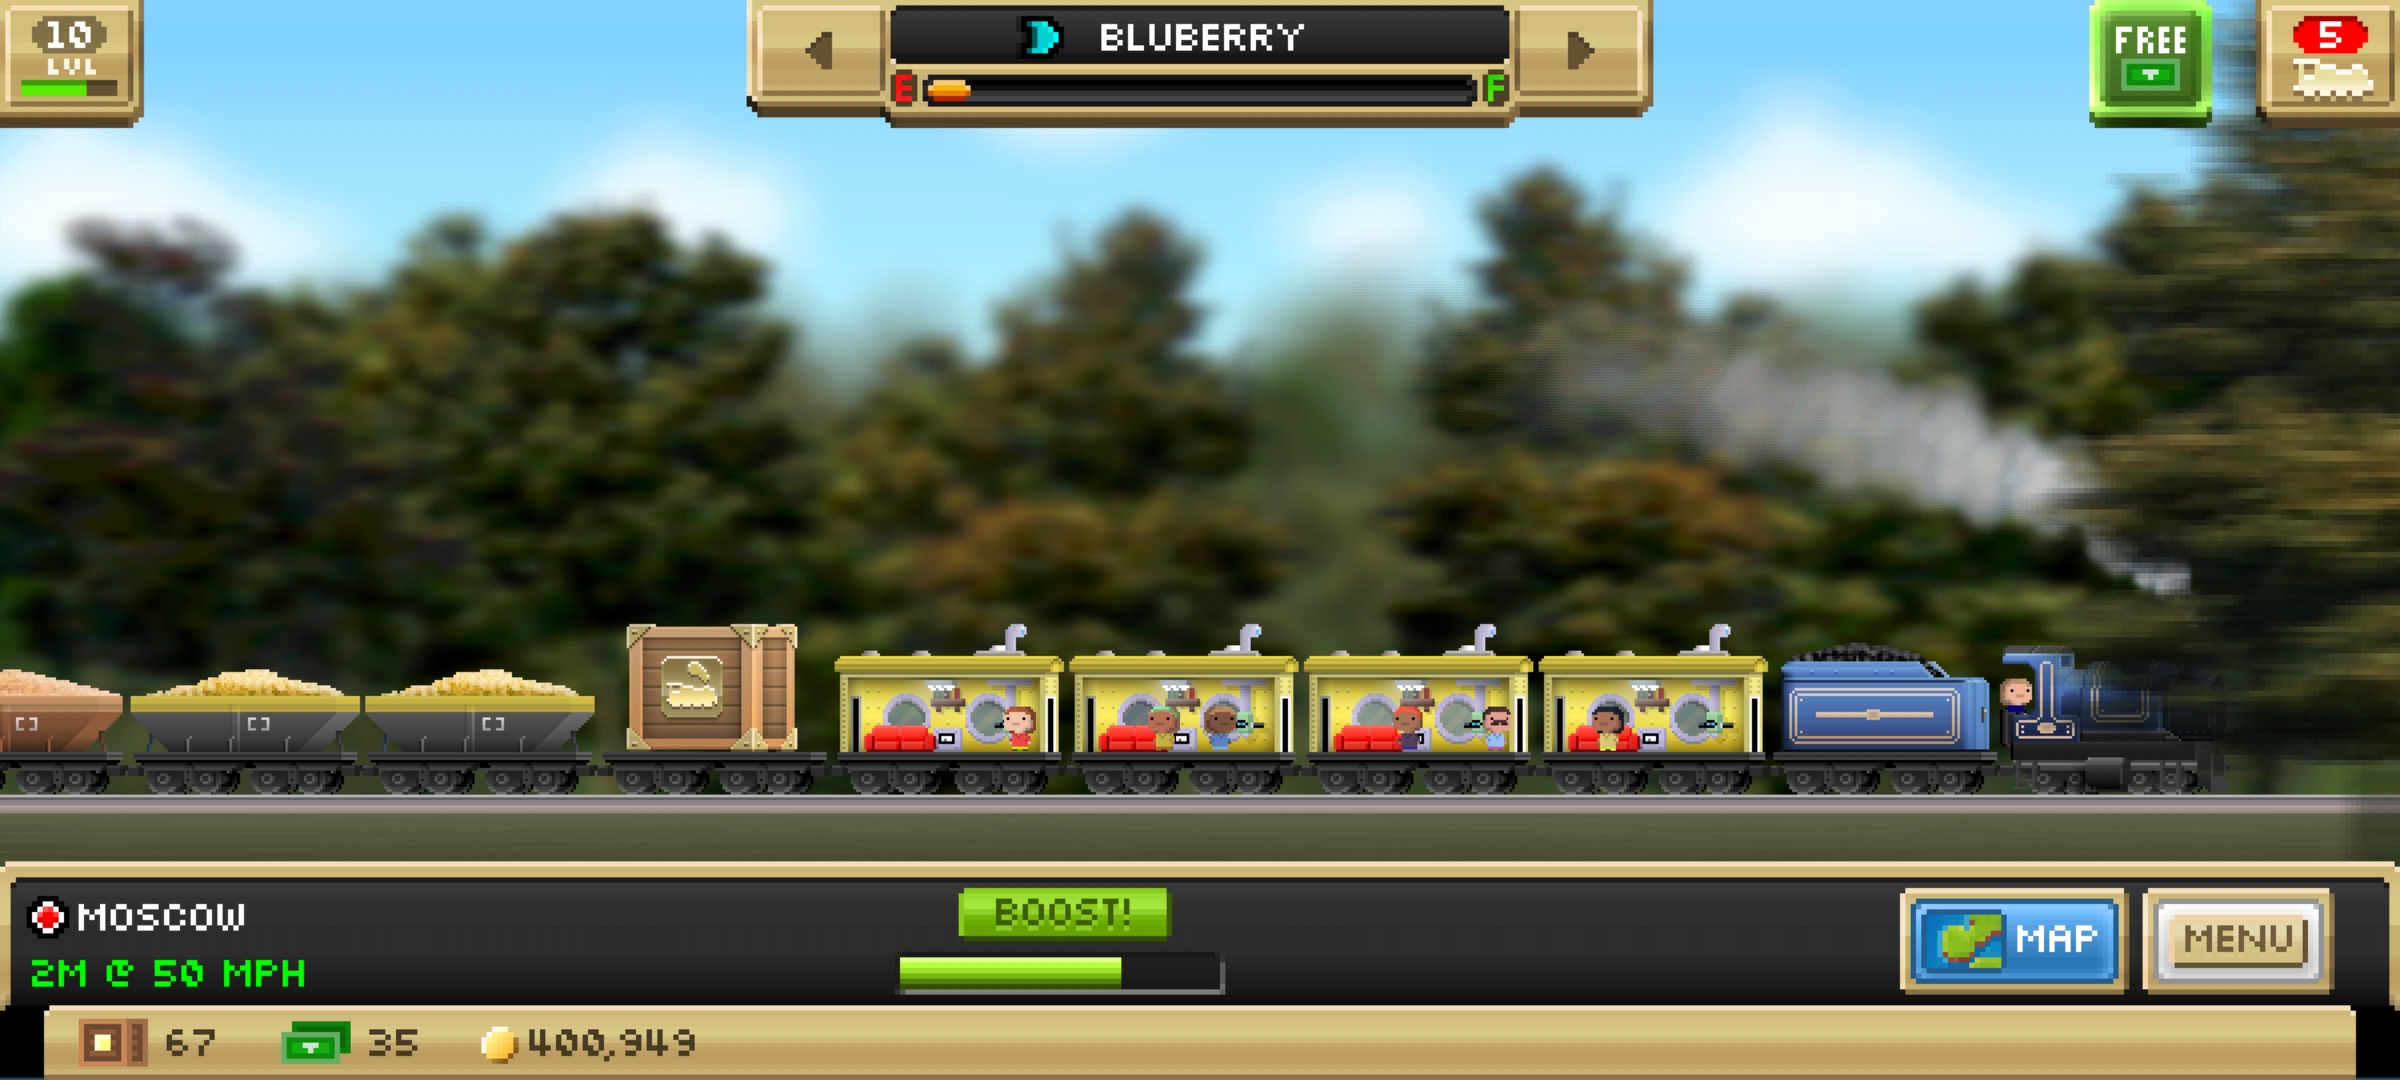 10
LVL
BLUBERRY
E
F
FREE
5
MOSCOW
2M @ 50 MPH
BOOST!
MAP
MENU
67
35
400,949